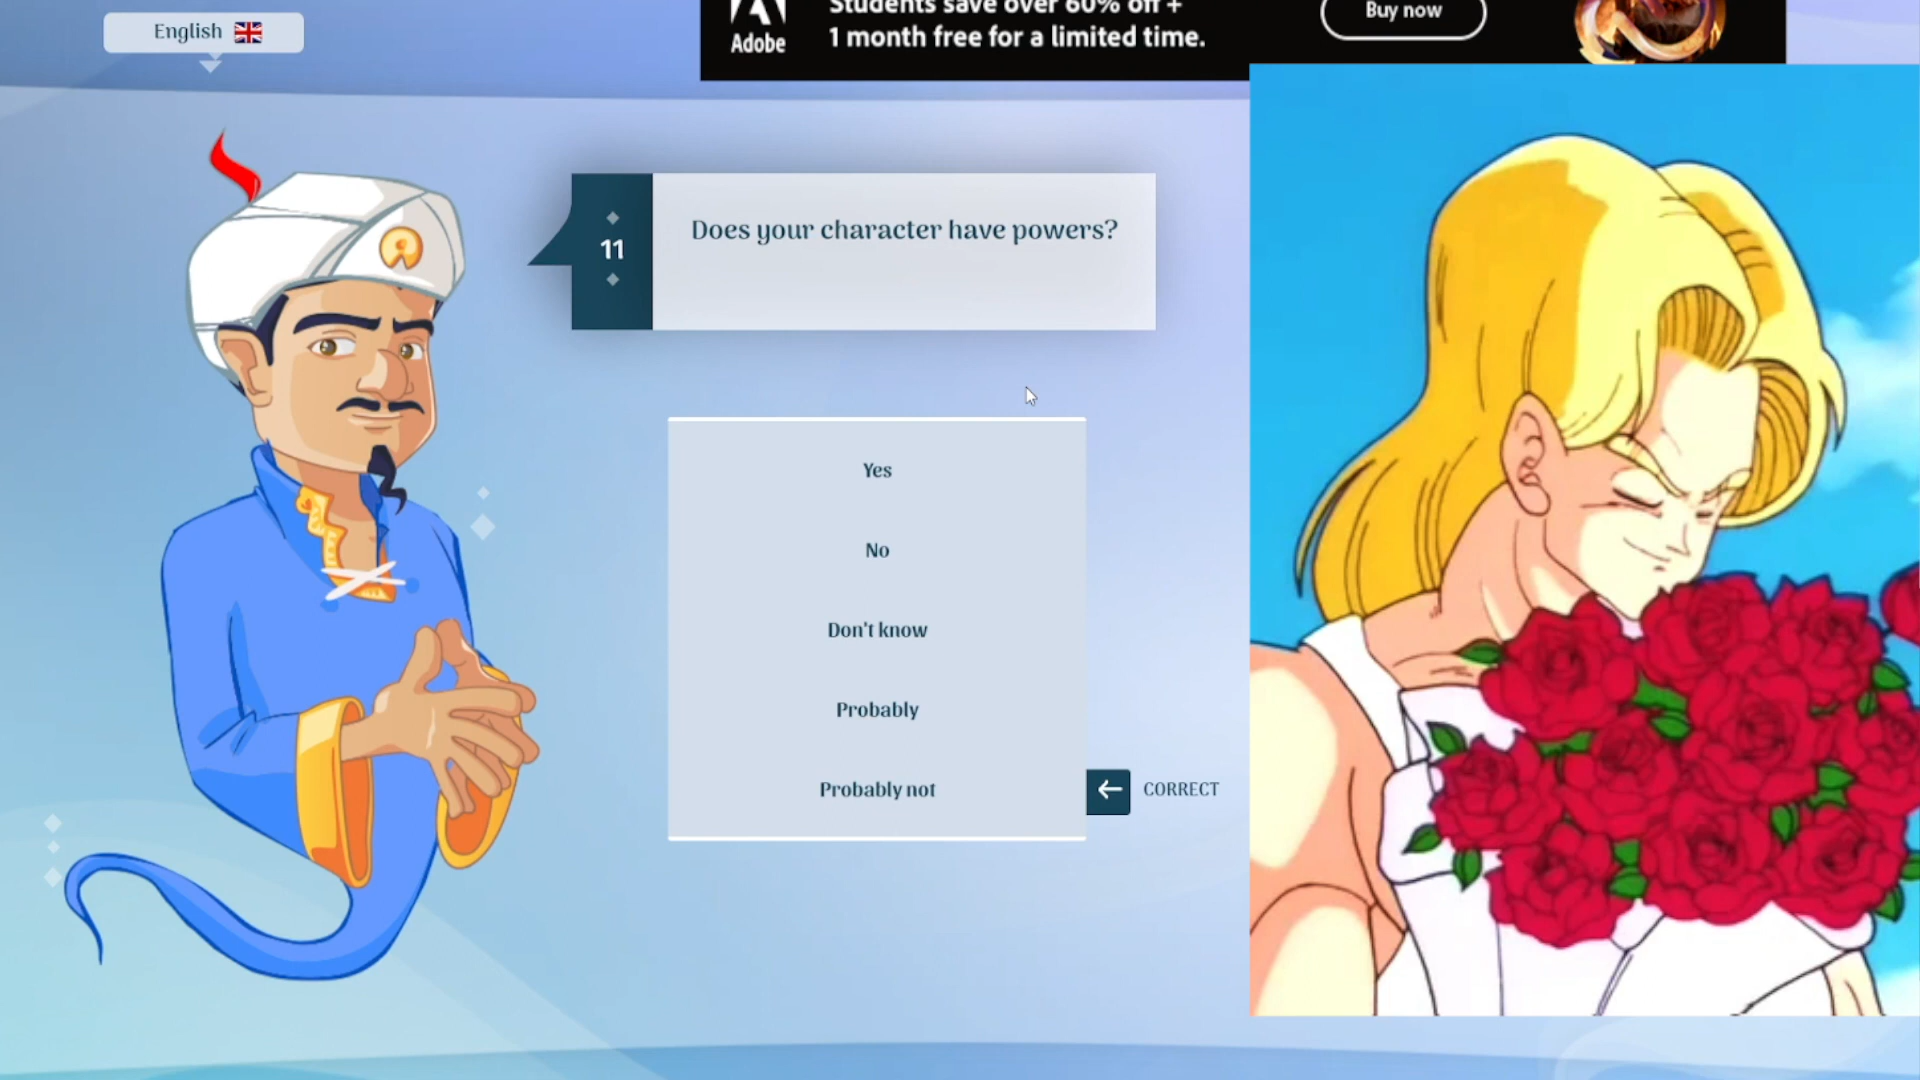 English
Adobe
Students save over 60% off +
1 month free for a limited time.
Buy now
11
Does your character have powers?
Yes
No
Don't know
Probably
Probably not
CORRECT